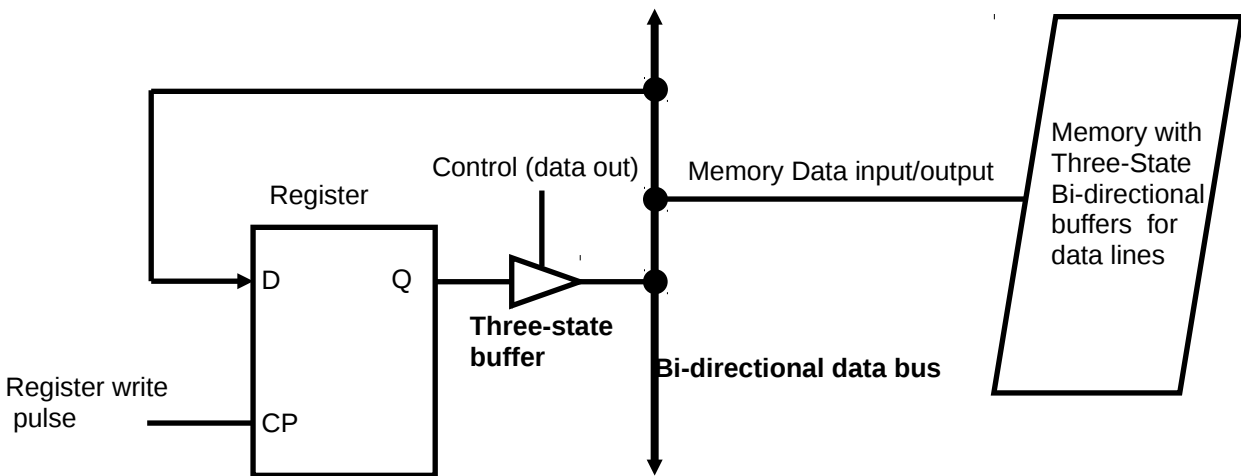 Control (data out)
Register
D
Q
Three-state
buffer
Register write
pulse
CP
Memory Data input/output
Bi-directional data bus
Memory with
Three-State
Bi-directional
buffers for
data lines